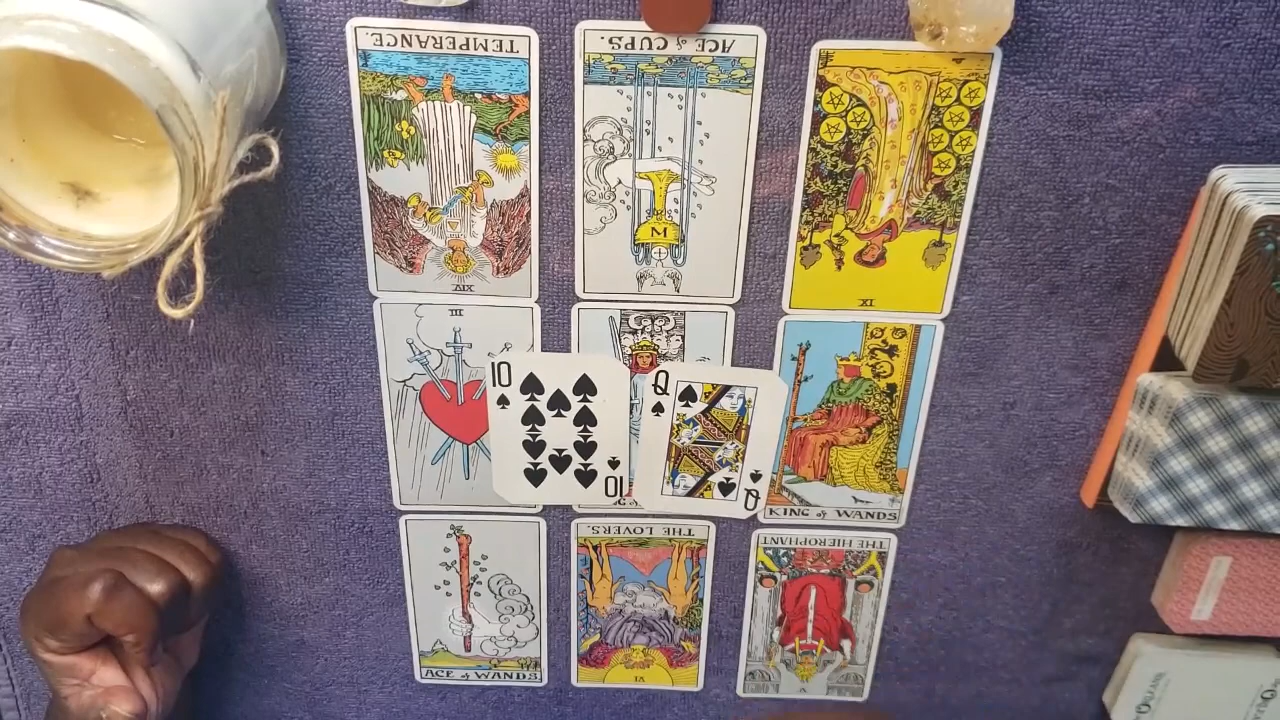 TEMPERANCE.
XIV
ACE of CUPS.
M
IX
III
10
10
Q
Q
KING of WANDS
ACE of WANDS
THE LOVERS.
VI
THE HIEROPHANT
V